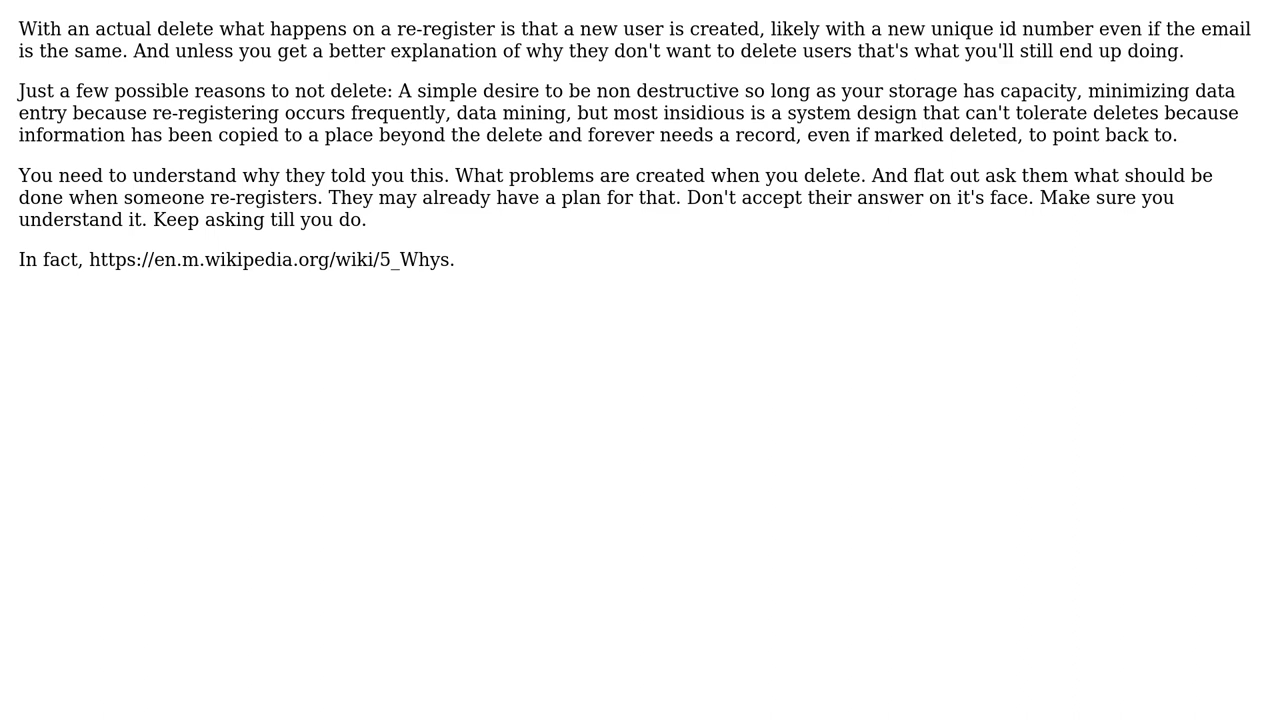 With an actual delete what happens on a re-register is that a new user is created, likely with a new unique id number even if the email
is the same. And unless you get a better explanation of why they don't want to delete users that's what you'll still end up doing.
Just a few possible reasons to not delete: A simple desire to be non destructive so long as your storage has capacity, minimizing data
entry because re-registering occurs frequently, data mining, but most insidious is a system design that can't tolerate deletes because
information has been copied to a place beyond the delete and forever needs a record, even if marked deleted, to point back to.
You need to understand why they told you this. What problems are created when you delete. And flat out ask them what should be
done when someone re-registers. They may already have a plan for that. Don't accept their answer on it's face. Make sure you
understand it. Keep asking till you do.
In fact, https://en.m.wikipedia.org/wiki/5_Whys.